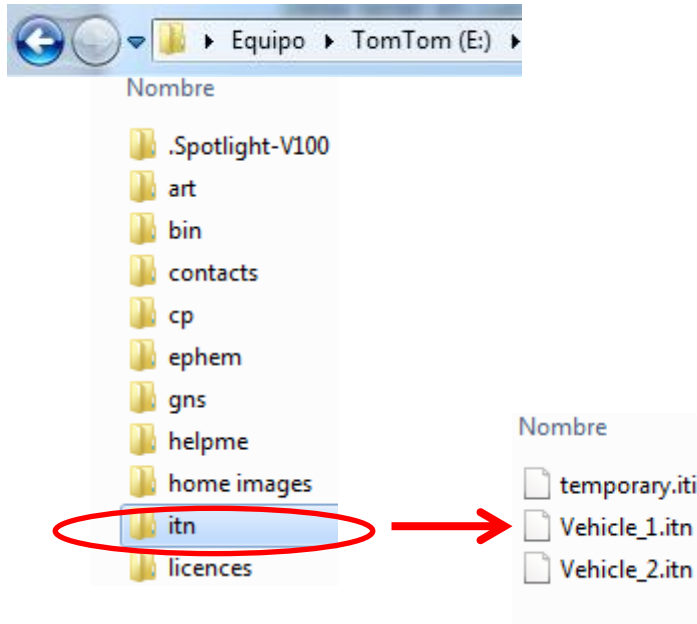 Equipo TomTom (E:)
Nombre
.Spotlight-V100
art
bin
contacts
cp
ephem
gns
helpme
home images
itn
licences
Nombre
temporary.iti
Vehicle_1.itn
Vehicle_2.itn